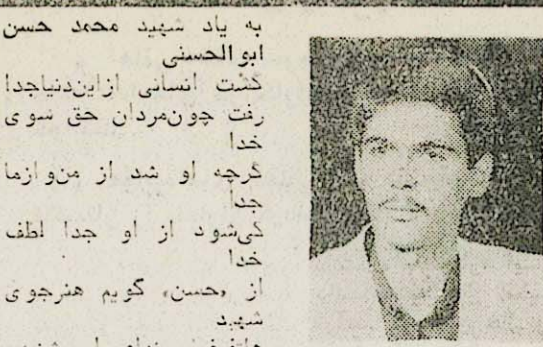 به یاد شهید محمد حسن
ابوالحسنی
گشت انسانی ازاین‌دنیاجدا
رفت چون‌مردان حق سوی
خدا
گرچه او شد از من‌و ازما
جدا
کی‌شود از او جدا لطف
خدا
از «حسن» گویم هنرجوی
شهید